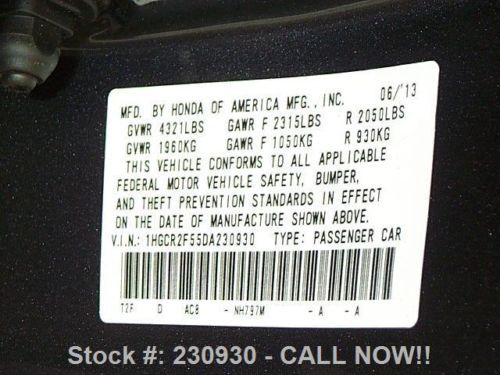 MFD. BY HONDA OF AMERICA MFG., INC. 06/'13
GVWR 4321LBS GAWR F 2315LBS R 2050LBS
GVWR 1960KG GAWR F 1050KG R 930KG
THIS VEHICLE CONFORMS TO ALL APPLICABLE
FEDERAL MOTOR VEHICLE SAFETY, BUMPER,
AND THEFT PREVENTION STANDARDS IN EFFECT
ON THE DATE OF MANUFACTURE SHOWN ABOVE.
V.I.N.: 1HGCR2F55DA230930 TYPE: PASSENGER CAR
T2F D AC8 - NH797M - A - A
Stock #: 230930 - CALL NOW!!